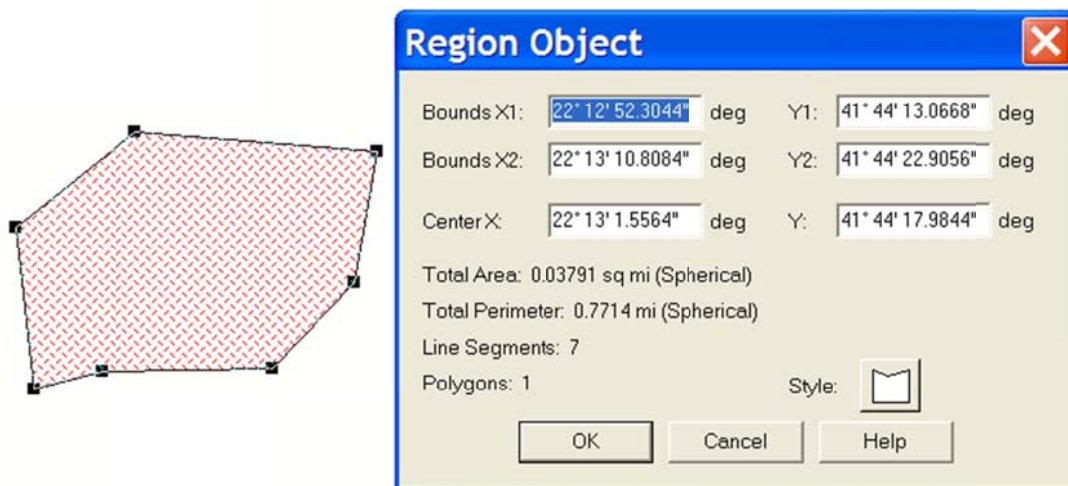 Region Object
Bounds X1: 22° 12' 52.3044" deg Y1: 41° 44' 13.0668" deg
Bounds X2: 22° 13' 10.8084" deg Y2: 41° 44' 22.9056" deg
Center X: 22° 13' 1.5564" deg Y: 41° 44' 17.9844" deg
Total Area: 0.03791 sq mi (Spherical)
Total Perimeter: 0.7714 mi (Spherical)
Line Segments: 7
Polygons: 1 Style:
OK Cancel Help